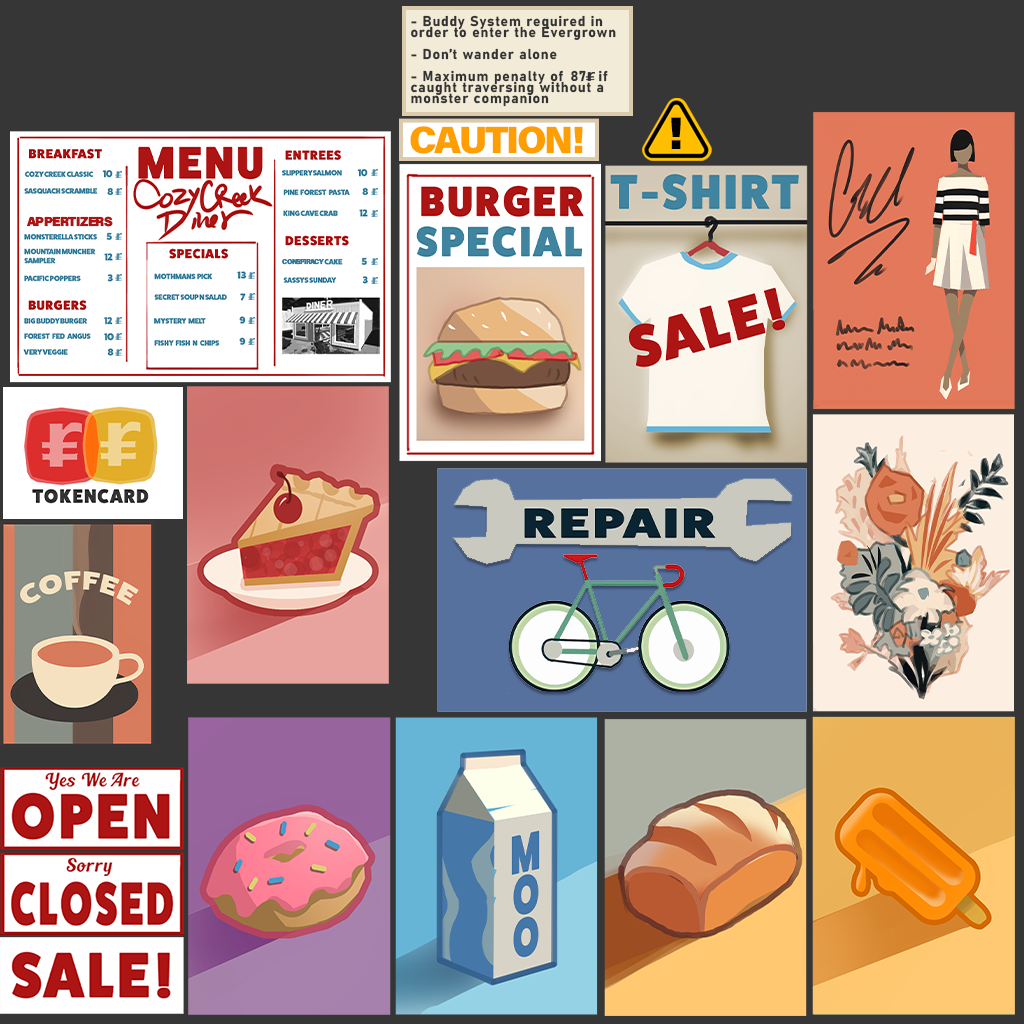 - Buddy System required in
order to enter the Evergrown
- Don't wander alone
- Maximum penalty of 87 if
caught traversing without a
monster companion
CAUTION!
!
BREAKFAST
COZY CREEK CLASSIC 10
SASQUACH SCRAMBLE 8
APPERTIZERS
MONSTERELLA STICKS 5
MOUNTAIN MUNCHER
SAMPLER 12
PACIFIC POPPERS 3
BURGERS
BIG BUDDY BURGER 12
FOREST FED ANGUS 10
VERY VEGGIE 8
MENU
Cozy Creek
Diner
SPECIALS
MOTHMANS PICK 13
SECRET SOUP N SALAD 7
MYSTERY MELT 9
FISHY FISH N CHIPS 9
ENTREES
SLIPPERY SALMON 10
PINE FOREST PASTA 8
KING CAVE CRAB 12
DESSERTS
CONSPIRACY CAKE 5
SASSYS SUNDAY 3
DINER
BURGER
SPECIAL
T-SHIRT
SALE!
TOKENCARD
COFFEE
REPAIR
Yes We Are
OPEN
Sorry
CLOSED
SALE!
MOO